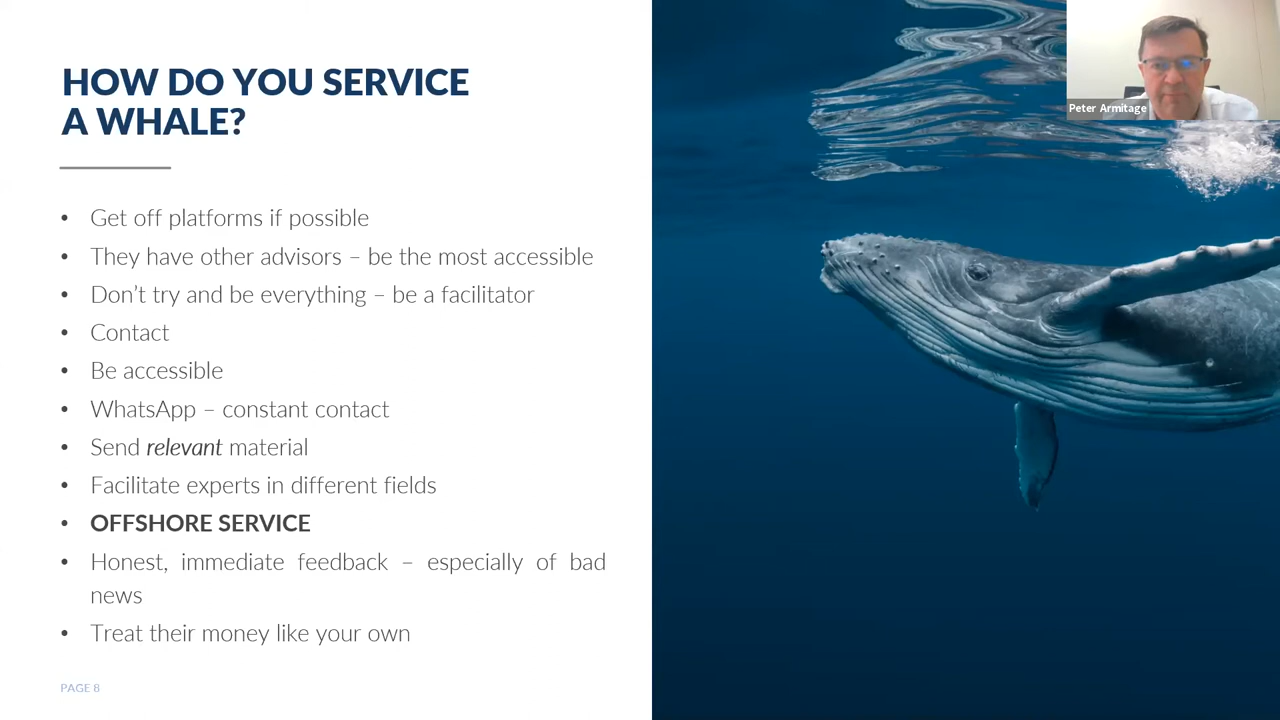 HOW DO YOU SERVICE
A WHALE?
Peter Armitage
• Get off platforms if possible
• They have other advisors – be the most accessible
• Don’t try and be everything – be a facilitator
• Contact
• Be accessible
• WhatsApp – constant contact
• Send relevant material
• Facilitate experts in different fields
• OFFSHORE SERVICE
• Honest, immediate feedback – especially of bad
news
• Treat their money like your own
PAGE 8